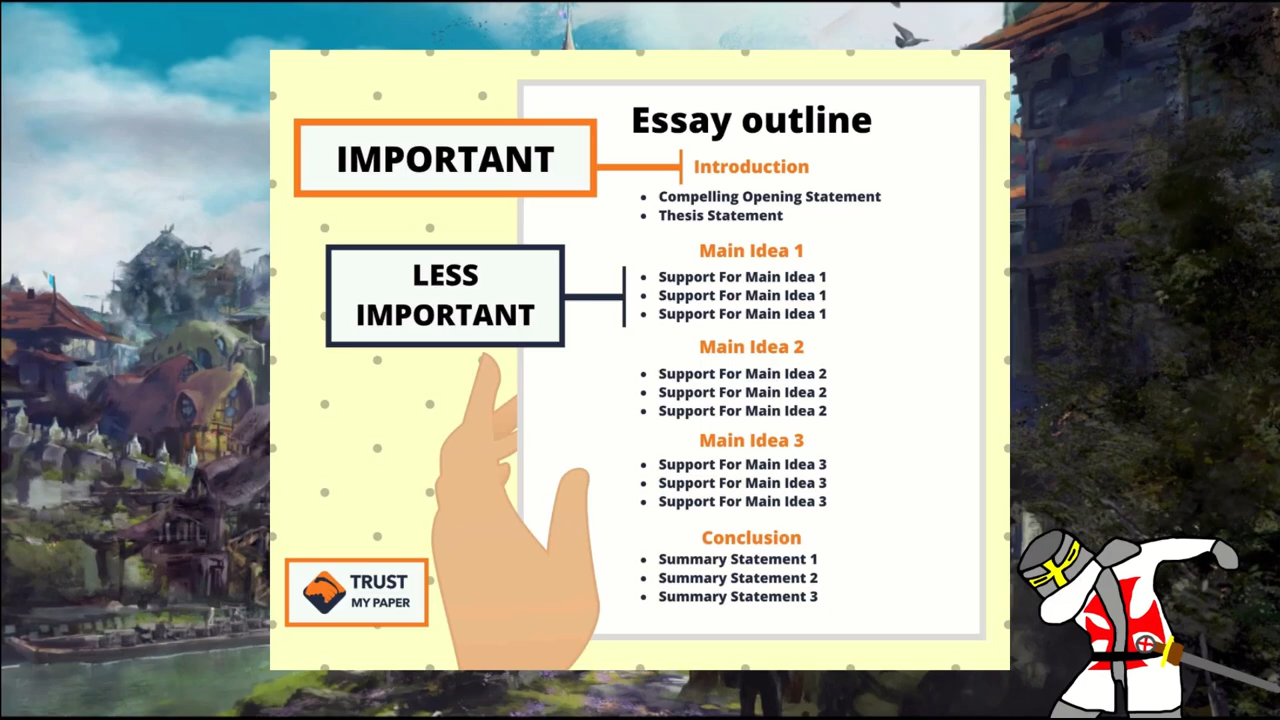 Essay outline
IMPORTANT
Introduction
• Compelling Opening Statement
• Thesis Statement
LESS
IMPORTANT
Main Idea 1
• Support For Main Idea 1
• Support For Main Idea 1
• Support For Main Idea 1
Main Idea 2
• Support For Main Idea 2
• Support For Main Idea 2
• Support For Main Idea 2
Main Idea 3
• Support For Main Idea 3
• Support For Main Idea 3
• Support For Main Idea 3
Conclusion
• Summary Statement 1
• Summary Statement 2
• Summary Statement 3
TRUST
MY PAPER